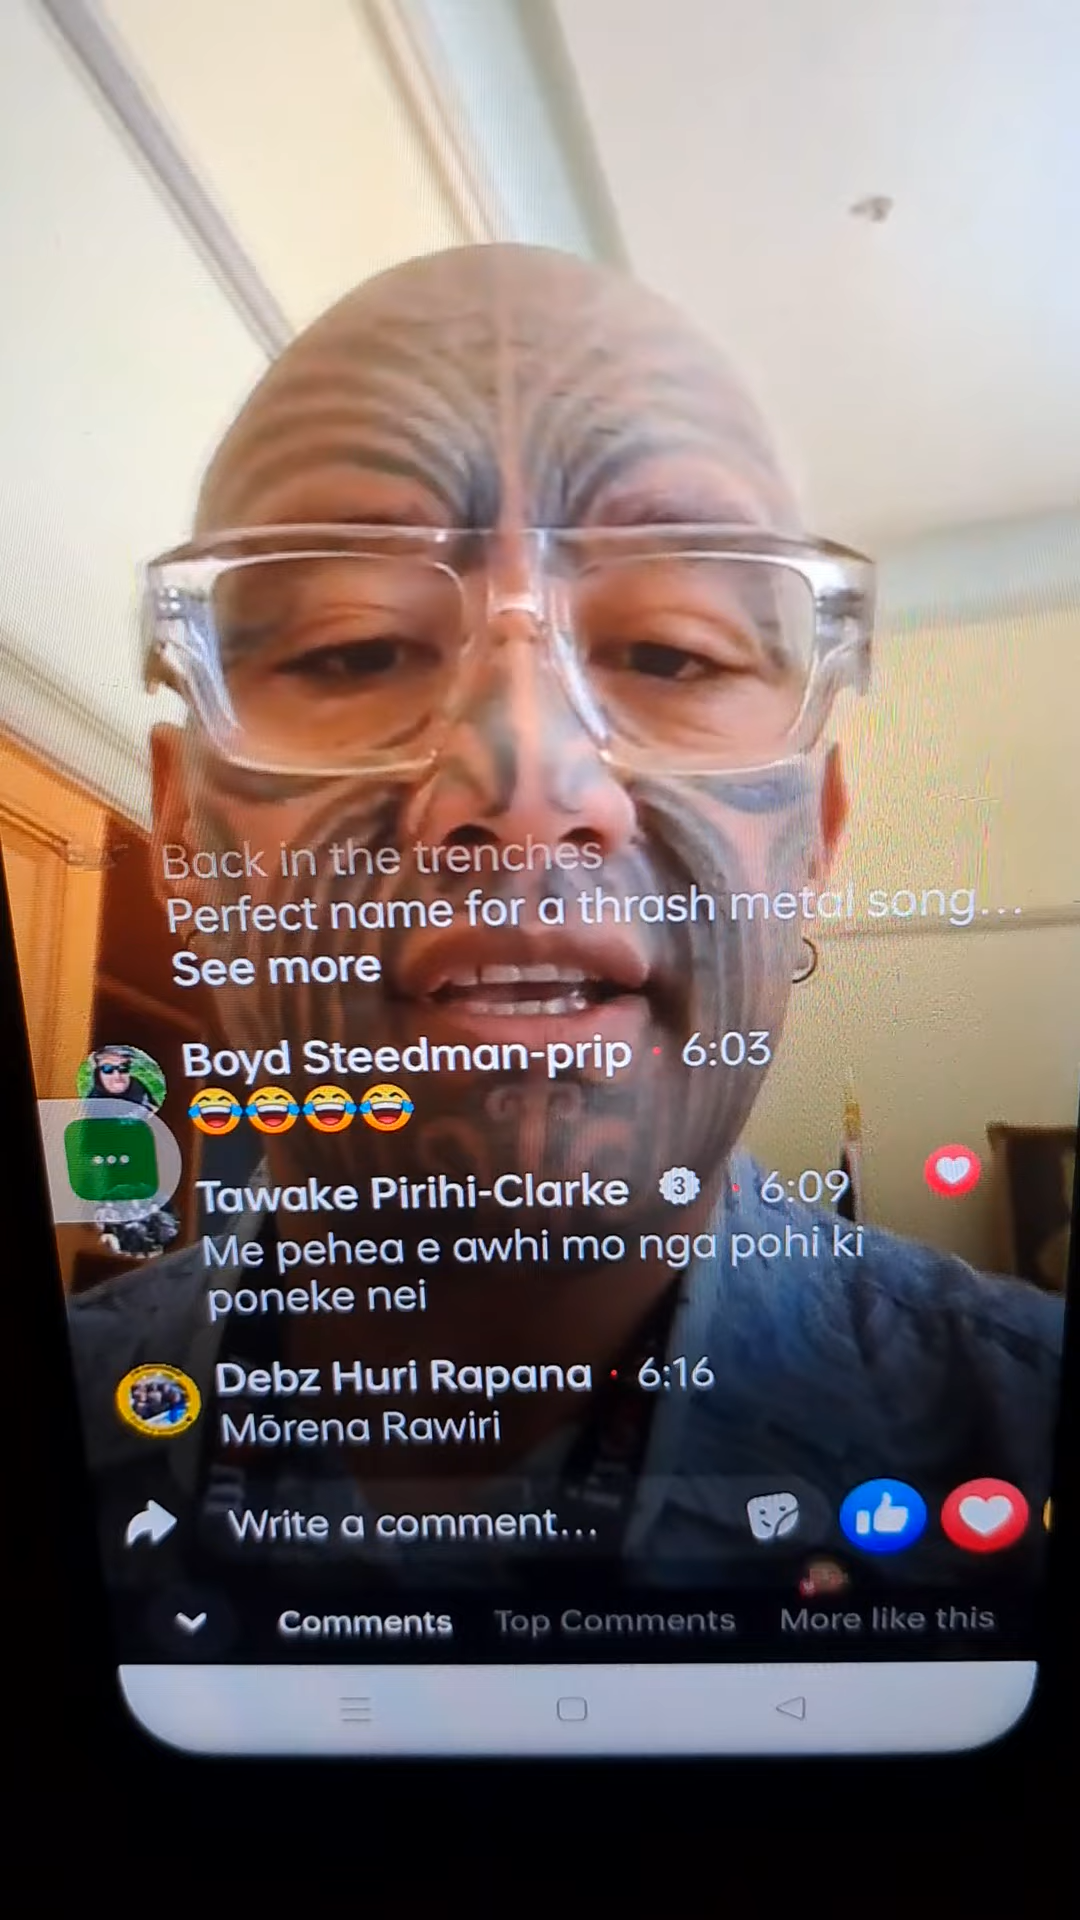 Back in the trenches
Perfect name for a thrash metal song...
See more
Boyd Steedman-prip · 6:03
😂😂😂😂
Tawake Pirihi-Clarke 3 · 6:09
Me pehea e awhi mo nga pohi ki
poneke nei
Debz Huri Rapana · 6:16
Mōrena Rawiri
Write a comment...
Comments Top Comments More like this